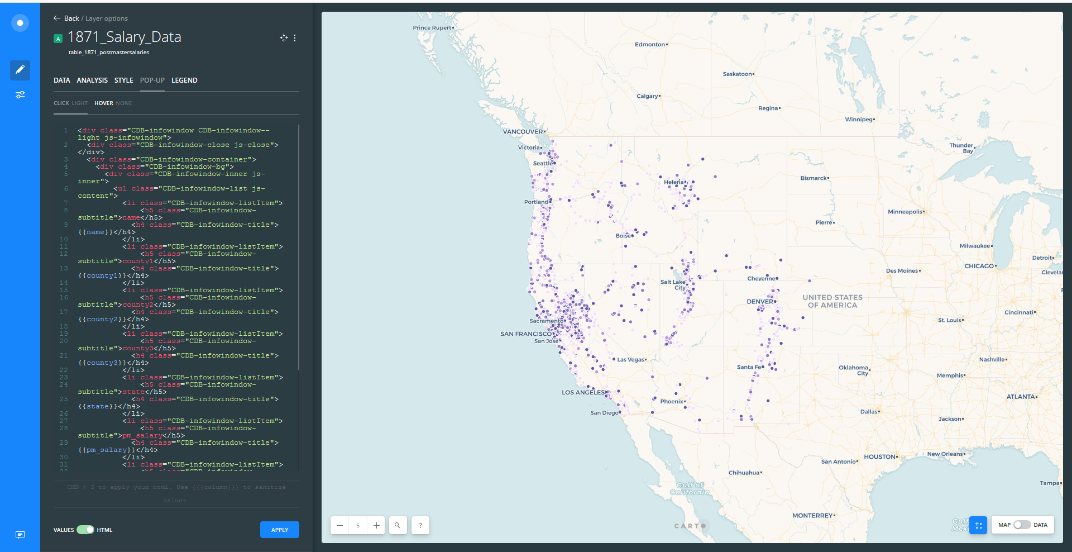 Back / Layer options
A 1871_Salary_Data
table_1871_postmastersalaries
DATA ANALYSIS STYLE POP-UP LEGEND
CLICK LIGHT HOVER NONE
1 <div class="CDB-infowindow CDB-infowindow--
light js-infowindow">
2 <div class="CDB-infowindow-close js-close">
</div>
3 <div class="CDB-infowindow-container">
4 <div class="CDB-infowindow-bg">
5 <div class="CDB-infowindow-inner js-
inner">
6 <ul class="CDB-infowindow-list js-
content">
7 <li class="CDB-infowindow-listItem">
8 <h5 class="CDB-infowindow-
subtitle">name</h5>
9 <h4 class="CDB-infowindow-title">
{{name}}</h4>
10 </li>
11 <li class="CDB-infowindow-listItem">
12 <h5 class="CDB-infowindow-
subtitle">county1</h5>
13 <h4 class="CDB-infowindow-title">
{{county1}}</h4>
14 </li>
15 <li class="CDB-infowindow-listItem">
16 <h5 class="CDB-infowindow-
subtitle">county2</h5>
17 <h4 class="CDB-infowindow-title">
{{county2}}</h4>
18 </li>
19 <li class="CDB-infowindow-listItem">
20 <h5 class="CDB-infowindow-
subtitle">county3</h5>
21 <h4 class="CDB-infowindow-title">
{{county3}}</h4>
22 </li>
23 <li class="CDB-infowindow-listItem">
24 <h5 class="CDB-infowindow-
subtitle">state</h5>
25 <h4 class="CDB-infowindow-title">
{{state}}</h4>
26 </li>
27 <li class="CDB-infowindow-listItem">
28 <h5 class="CDB-infowindow-
subtitle">pm_salary</h5>
29 <h4 class="CDB-infowindow-title">
{{pm_salary}}</h4>
30 </li>
31 <li class="CDB-infowindow-listItem">
CMD + S to apply your html. Use {{{column}}} to sanitize
values
VALUES HTML
APPLY
Prince Rupert
Edmonton
Saskatoon
Calgary
Regina
Winnipeg
VANCOUVER
Victoria
Seattle
Thunder
Bay
Helena
Bismarck
Portland
Minneapolis
Pierre
Boise
Milwaukee
Detroit
CHICAGO
Des Moines
Salt Lake
City
Cheyenne
DENVER
UNITED STATES
OF AMERICA
Cincinnati
St. Louis
Sacramento
SAN FRANCISCO
San Jose
Las Vegas
Nashville
Santa Fe
Oklahoma
City
Memphis
LOS ANGELES
Phoenix
ATLANTA
San Diego
Dallas
Jackson
New Orleans
HOUSTON
San Antonio
Chihuahua
Tampa
Gulf of
California
MONTERREY
5
?
CARTO
MAP DATA